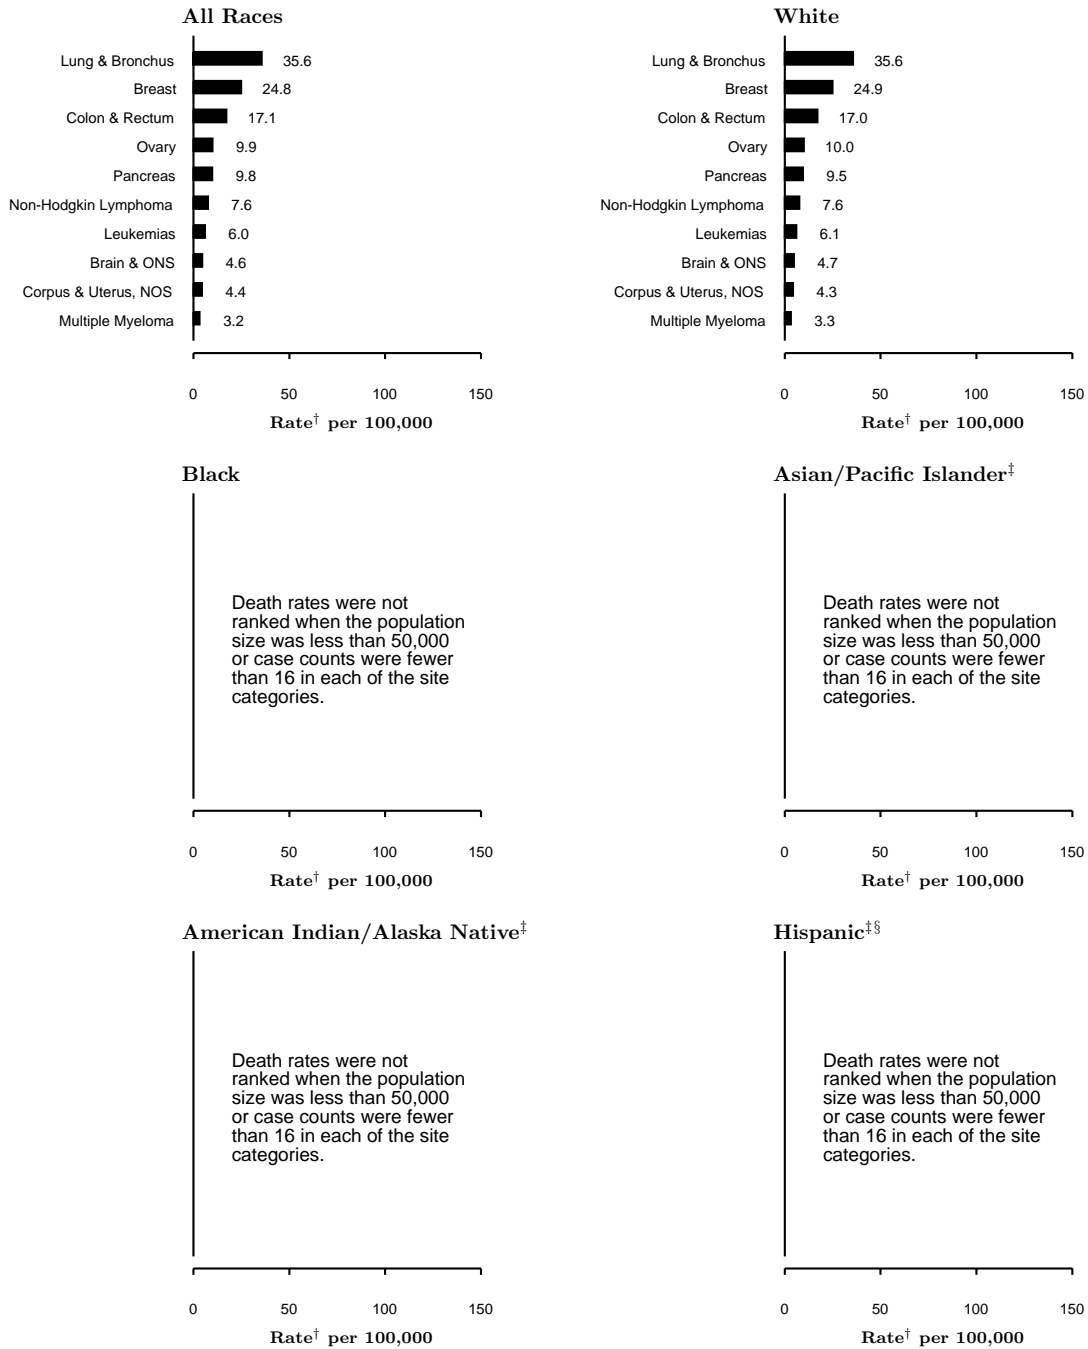 All Races
Lung & Bronchus 35.6
Breast 24.8
Colon & Rectum 17.1
Ovary 9.9
Pancreas 9.8
Non-Hodgkin Lymphoma 7.6
Leukemias 6.0
Brain & ONS 4.6
Corpus & Uterus, NOS 4.4
Multiple Myeloma 3.2
0 50 100 150
Rate† per 100,000
White
Lung & Bronchus 35.6
Breast 24.9
Colon & Rectum 17.0
Ovary 10.0
Pancreas 9.5
Non-Hodgkin Lymphoma 7.6
Leukemias 6.1
Brain & ONS 4.7
Corpus & Uterus, NOS 4.3
Multiple Myeloma 3.3
0 50 100 150
Rate† per 100,000
Black
Death rates were not
ranked when the population
size was less than 50,000
or case counts were fewer
than 16 in each of the site
categories.
0 50 100 150
Rate† per 100,000
Asian/Pacific Islander‡
Death rates were not
ranked when the population
size was less than 50,000
or case counts were fewer
than 16 in each of the site
categories.
0 50 100 150
Rate† per 100,000
American Indian/Alaska Native‡
Death rates were not
ranked when the population
size was less than 50,000
or case counts were fewer
than 16 in each of the site
categories.
0 50 100 150
Rate† per 100,000
Hispanic‡§
Death rates were not
ranked when the population
size was less than 50,000
or case counts were fewer
than 16 in each of the site
categories.
0 50 100 150
Rate† per 100,000